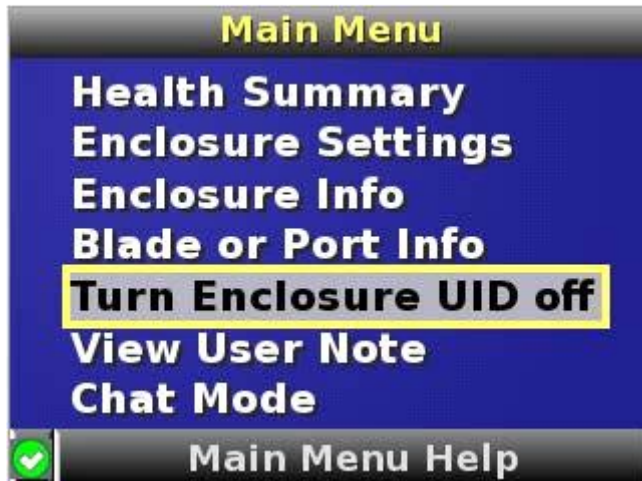 Main Menu
Health Summary
Enclosure Settings
Enclosure Info
Blade or Port Info
Turn Enclosure UID off
View User Note
Chat Mode
Main Menu Help